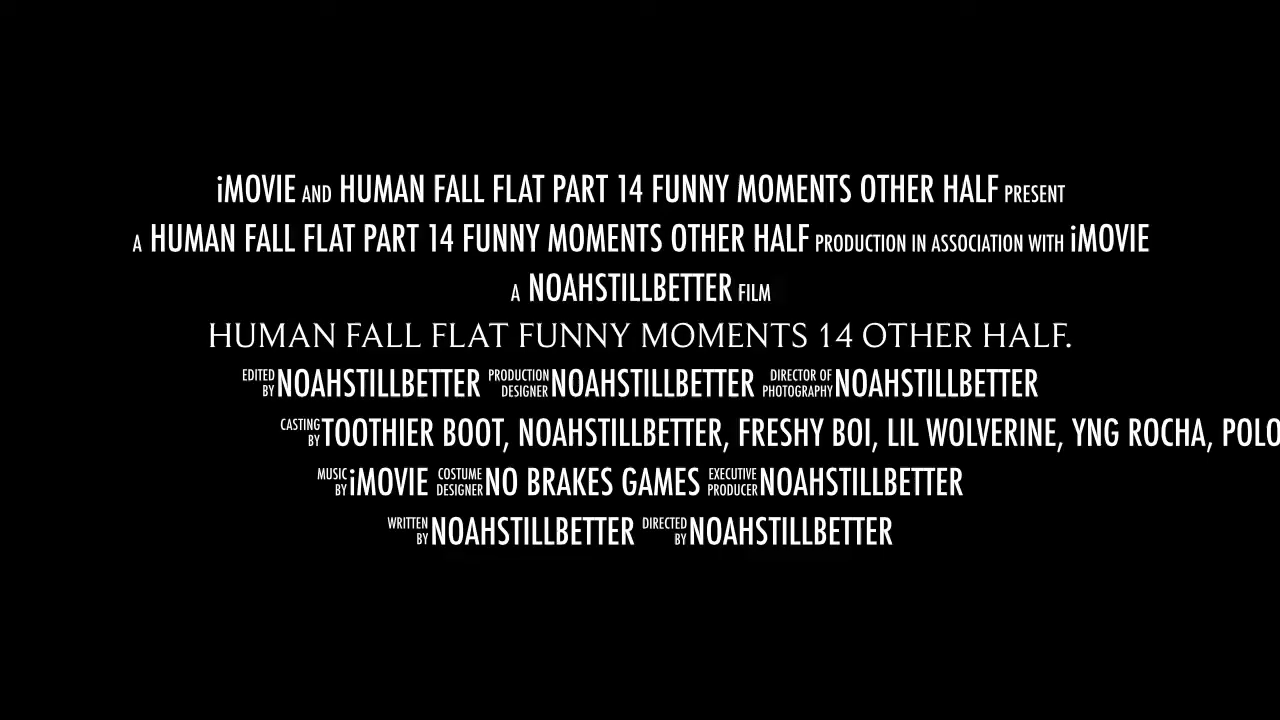 iMOVIE AND HUMAN FALL FLAT PART 14 FUNNY MOMENTS OTHER HALF PRESENT
A HUMAN FALL FLAT PART 14 FUNNY MOMENTS OTHER HALF PRODUCTION IN ASSOCIATION WITH iMOVIE
A NOAHSTILLBETTER FILM
HUMAN FALL FLAT FUNNY MOMENTS 14 OTHER HALF.
EDITED BY NOAHSTILLBETTER PRODUCTION DESIGNER NOAHSTILLBETTER DIRECTOR OF PHOTOGRAPHY NOAHSTILLBETTER
CASTING BY TOOTHIER BOOT, NOAHSTILLBETTER, FRESHY BOI, LIL WOLVERINE, YNG ROCHA, POLO
MUSIC BY iMOVIE COSTUME DESIGNER NO BRAKES GAMES EXECUTIVE PRODUCER NOAHSTILLBETTER
WRITTEN BY NOAHSTILLBETTER DIRECTED BY NOAHSTILLBETTER